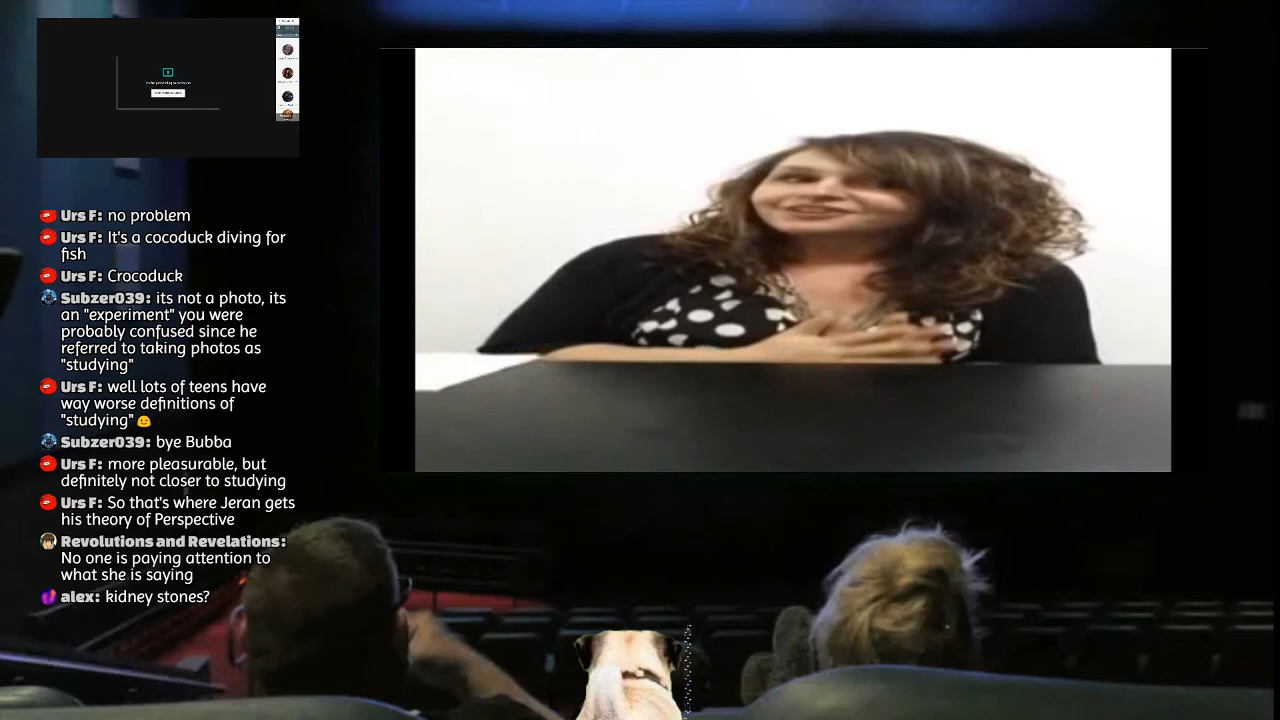 Urs F: no problem
Urs F: It's a cocoduck diving for
fish
Urs F: Crocoduck
Subzer039: its not a photo, its
an "experiment" you were
probably confused since he
referred to taking photos as
"studying"
Urs F: well lots of teens have
way worse definitions of
"studying" 😉
Subzer039: bye Bubba
Urs F: more pleasurable, but
definitely not closer to studying
Urs F: So that's where Jeran gets
his theory of Perspective
Revolutions and Revelations:
No one is paying attention to
what she is saying
alex: kidney stones?